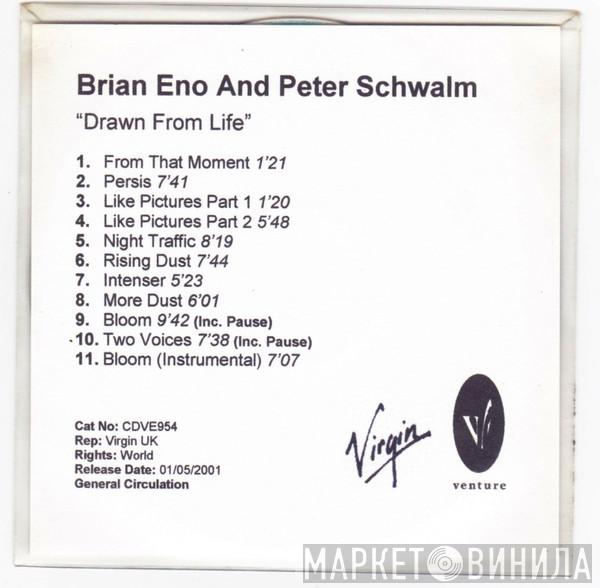 Brian Eno And Peter Schwalm
“Drawn From Life”
1. From That Moment 1'21
2. Persis 7'41
3. Like Pictures Part 1 1'20
4. Like Pictures Part 2 5'48
5. Night Traffic 8'19
6. Rising Dust 7'44
7. Intenser 5'23
8. More Dust 6'01
9. Bloom 9'42 (Inc. Pause)
10. Two Voices 7'38 (Inc. Pause)
11. Bloom (Instrumental) 7'07
Cat No: CDVE954
Rep: Virgin UK
Rights: World
Release Date: 01/05/2001
General Circulation
Virgin
V
venture
МАРКЕТ ВИНИЛА